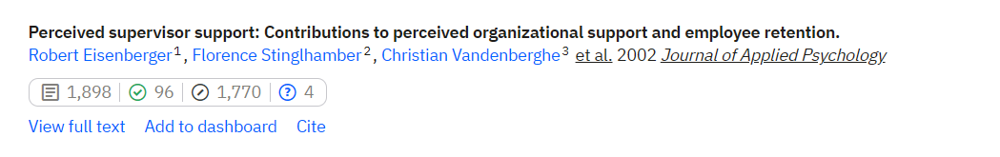 Perceived supervisor support: Contributions to perceived organizational support and employee retention.
Robert Eisenberger1, Florence Stinglhamber2, Christian Vandenberghe3 et al. 2002 Journal of Applied Psychology
1,898 96 1,770 4
View full text Add to dashboard Cite